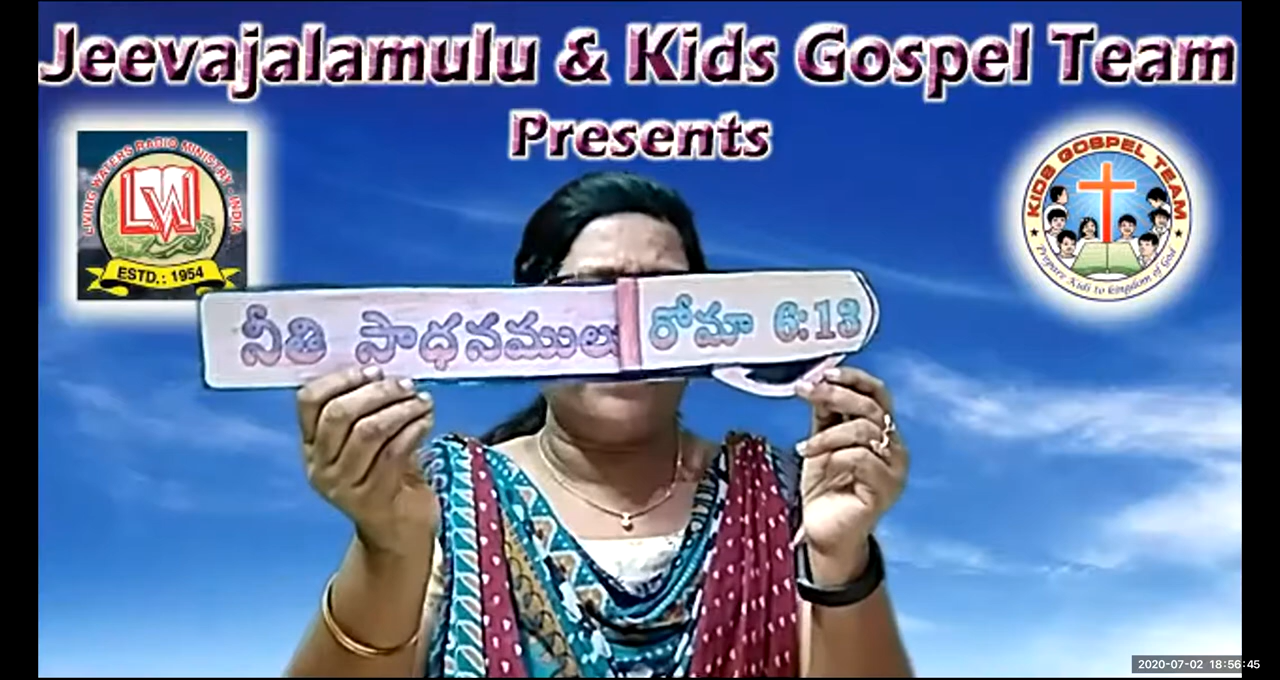 Jeevajalamulu & Kids Gospel Team
Presents
LIVING WATERS RADIO MINISTRY - INDIA
LW
ESTD.: 1954
KIDS GOSPEL TEAM
Prepare Kids to Kingdom of God
నీతి సాధనములు రోమా 6:13
2020-07-02 18:56:45